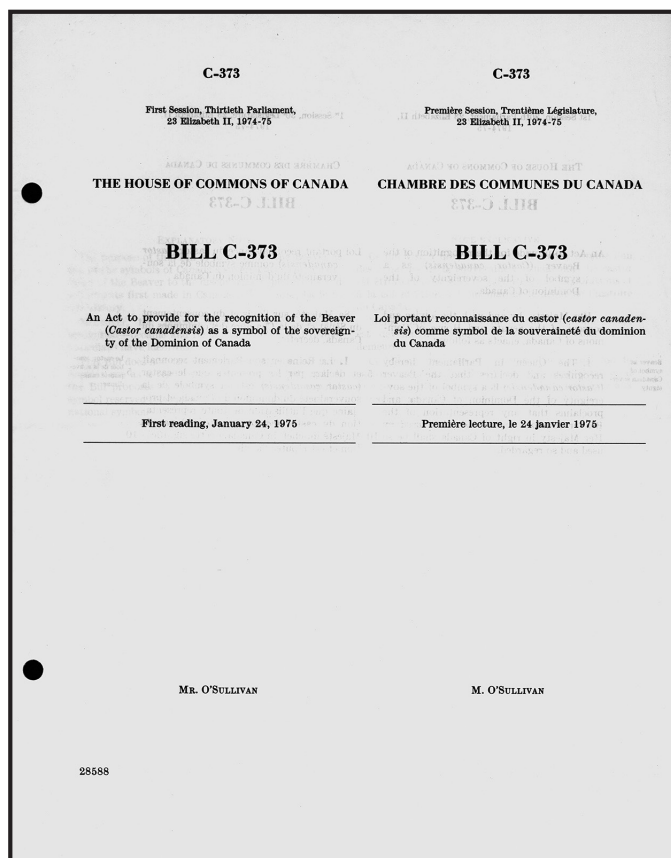 C-373
First Session, Thirtieth Parliament,
23 Elizabeth II, 1974-75
THE HOUSE OF COMMONS OF CANADA
BILL C-373
An Act to provide for the recognition of the Beaver
(Castor canadensis) as a symbol of the sovereign-
ty of the Dominion of Canada
First reading, January 24, 1975
MR. O'SULLIVAN
28588
C-373
Première Session, Trentième Législature,
23 Elizabeth II, 1974-75
CHAMBRE DES COMMUNES DU CANADA
BILL C-373
Loi portant reconnaissance du castor (castor canaden-
sis) comme symbol de la souveraineté du dominion
du Canada
Première lecture, le 24 janvier 1975
M. O'SULLIVAN